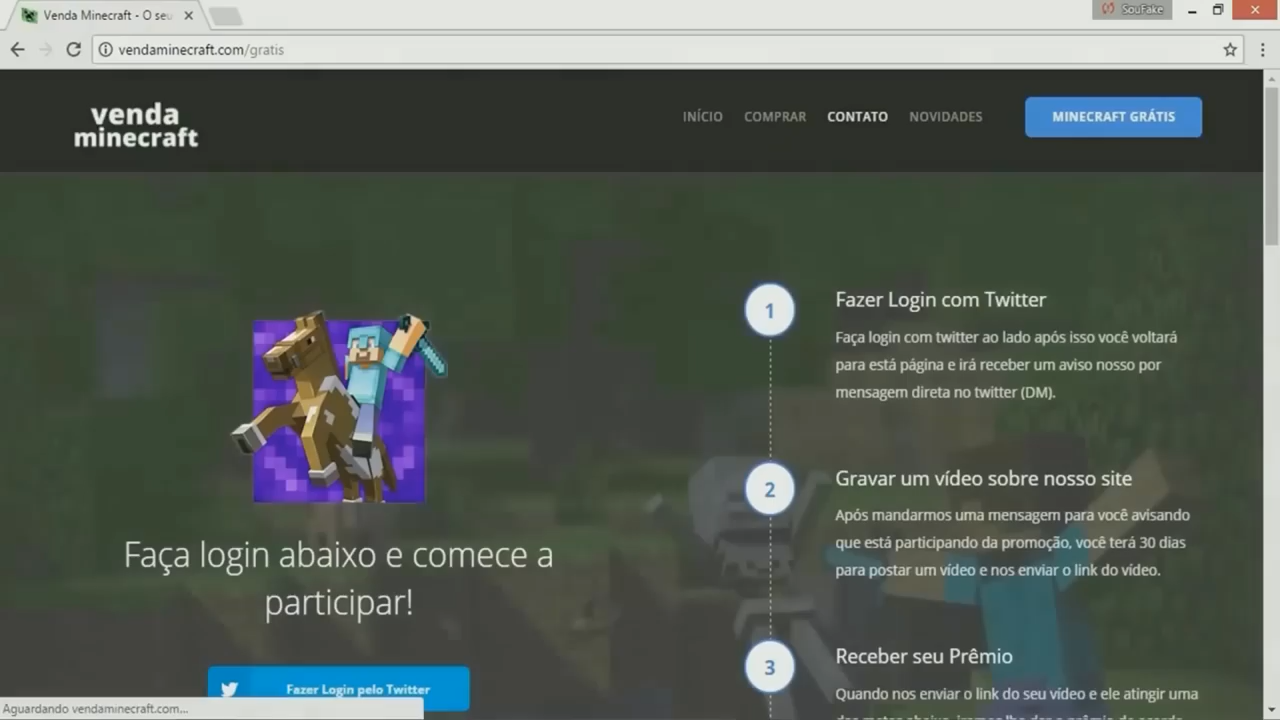 Venda Minecraft - O seu
SouFake
vendaminecraft.com/gratis
venda
minecraft
INÍCIO
COMPRAR
CONTATO
NOVIDADES
MINECRAFT GRÁTIS
Faça login abaixo e comece a
participar!
Fazer Login pelo Twitter
1
Fazer Login com Twitter
Faça login com twitter ao lado após isso você voltará
para está página e irá receber um aviso nosso por
mensagem direta no twitter (DM).
2
Gravar um vídeo sobre nosso site
Após mandarmos uma mensagem para você avisando
que está participando da promoção, você terá 30 dias
para postar um vídeo e nos enviar o link do vídeo.
3
Receber seu Prêmio
Quando nos enviar o link do seu vídeo e ele atingir uma
Aguardando vendaminecraft.com...